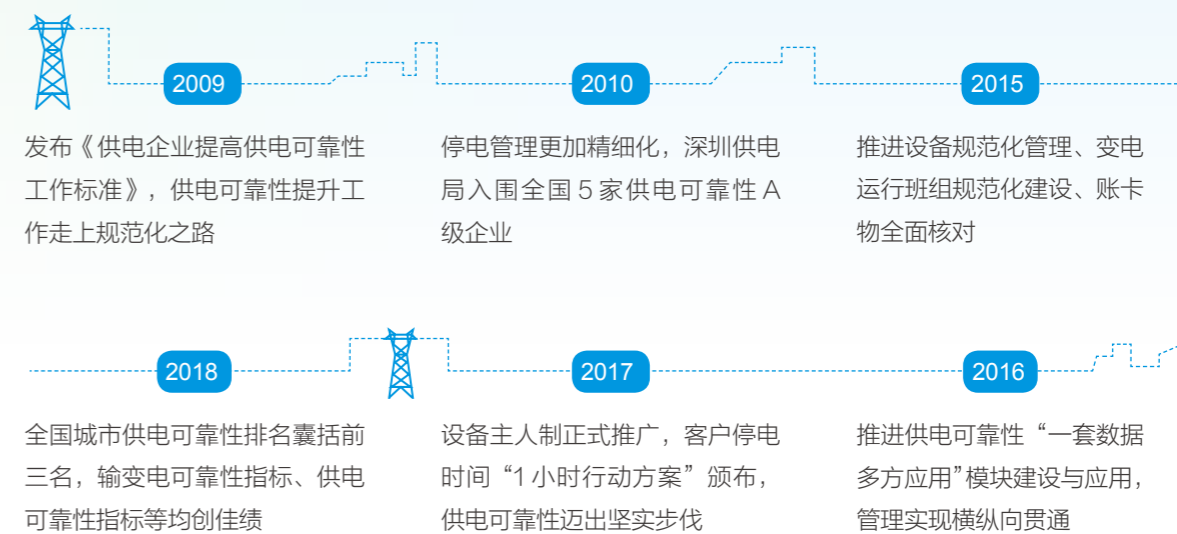 2009
发布《供电企业提高供电可靠性
工作标准》，供电可靠性提升工
作走上规范化之路
2010
停电管理更加精细化，深圳供电
局入围全国5家供电可靠性A
级企业
2015
推进设备规范化管理、变电
运行班组规范化建设、账卡
物全面核对
2018
全国城市供电可靠性排名囊括前
三名，输变电可靠性指标、供电
可靠性指标等均创佳绩
2017
设备主人制正式推广，客户停电
时间“1小时行动方案”颁布，
供电可靠性迈出坚实步伐
2016
推进供电可靠性“一套数据
多方应用”模块建设与应用，
管理实现横纵向贯通